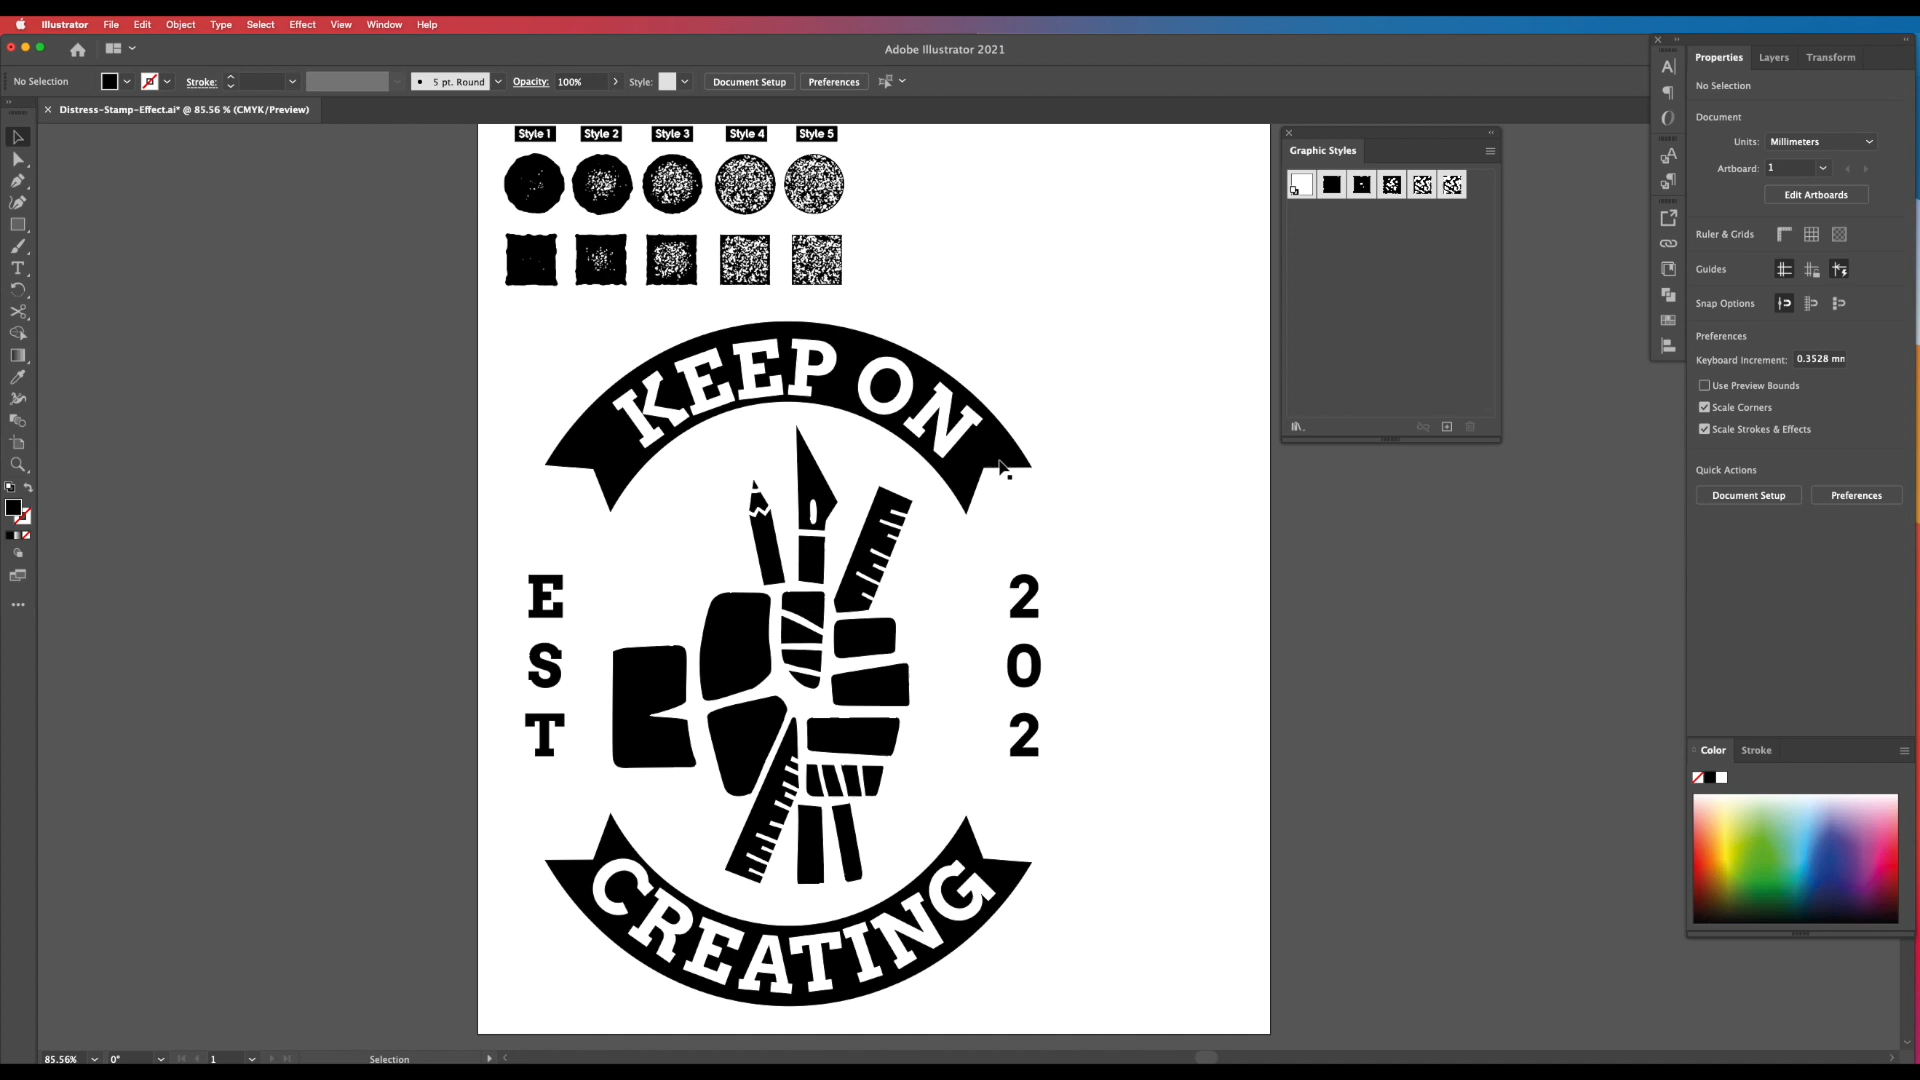 Illustrator File Edit Object Type Select Effect View Window Help
Adobe Illustrator 2021
No Selection Stroke: 5 pt. Round Opacity: 100% Style: Document Setup Preferences
Distress-Stamp-Effect.ai* @ 85.56 % (CMYK/Preview)
Style 1 Style 2 Style 3 Style 4 Style 5
KEEP ON
E
S
T
2
0
2
CREATING
Graphic Styles
Properties Layers Transform
No Selection
Document
Units: Millimeters
Artboard: 1
Edit Artboards
Ruler & Grids
Guides
Snap Options
Preferences
Keyboard Increment: 0.3528 mm
Use Preview Bounds
Scale Corners
Scale Strokes & Effects
Quick Actions
Document Setup Preferences
Color Stroke
85.56% 0° 1 Selection